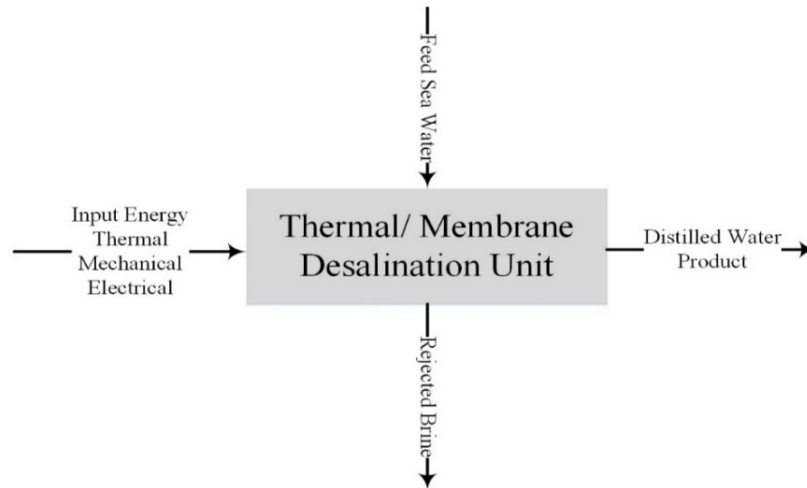 Feed Sea Water
Input Energy
Thermal
Mechanical
Electrical
Thermal/ Membrane
Desalination Unit
Distilled Water
Product
Rejected Brine